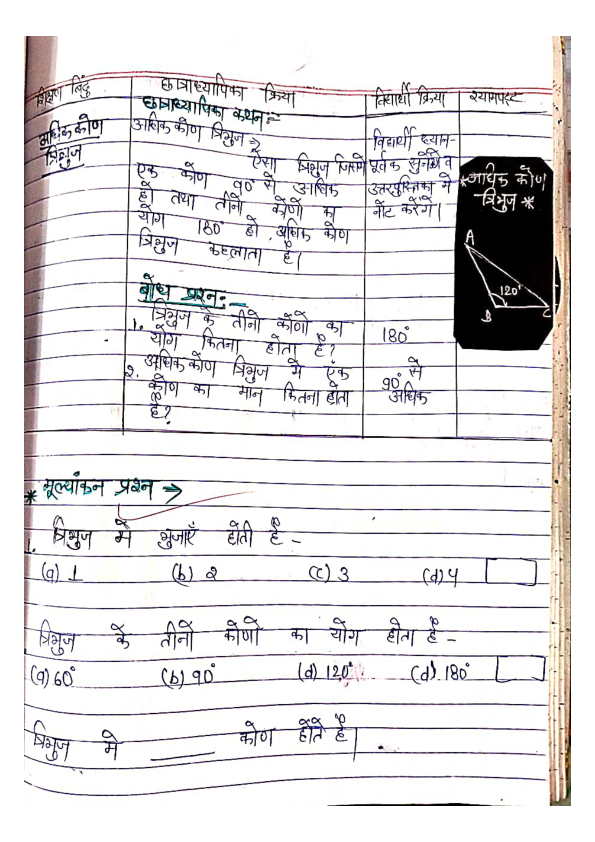 शिक्षण बिंदु छात्राध्यापिका क्रिया विद्यार्थी क्रिया श्यामपट्ट
छात्राध्यापिका कथन:-
अधिक कोण
त्रिभुज
अधिक कोण त्रिभुज ⇒
ऐसा त्रिभुज जिसमे
एक कोण 90° से अधिक
हो तथा तीनो कोणो का
योग 180° हो अधिक कोण
त्रिभुज कहलाता है।
विद्यार्थी ध्यान-
पूर्वक सुनेंगे व
उत्तरपुस्तिका मे
नोट करेंगे।
*अधिक कोण
त्रिभुज *
A
120°
B C
बोध प्रश्न:-
1. त्रिभुज के तीनो कोणो का
योग कितना होता है?
180°
2. अधिक कोण त्रिभुज मे एक
कोण का मान कितना होता
है?
90° से
अधिक
* मूल्यांकन प्रश्न ⇒
1. त्रिभुज मे भुजाएँ होती है -
(a) 1 (b) 2 (c) 3 (d) 4
त्रिभुज के तीनो कोणो का योग होता है -
(a) 60° (b) 90° (d) 120° (d) 180°
त्रिभुज मे ____ कोण होते है।